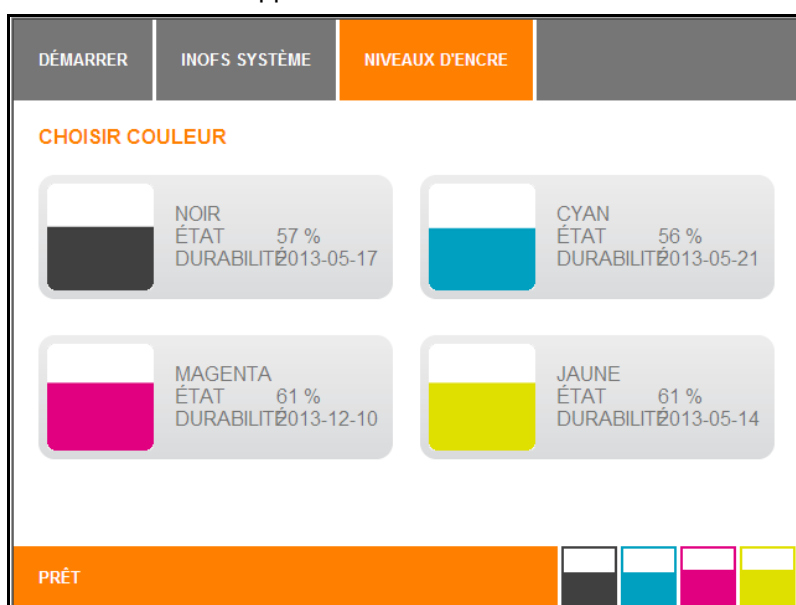 DÉMARRER INOFS SYSTÈME NIVEAUX D'ENCRE
CHOISIR COULEUR
NOIR
ÉTAT 57 %
DURABILITÉ 2013-05-17
CYAN
ÉTAT 56 %
DURABILITÉ 2013-05-21
MAGENTA
ÉTAT 61 %
DURABILITÉ 2013-12-10
JAUNE
ÉTAT 61 %
DURABILITÉ 2013-05-14
PRÊT